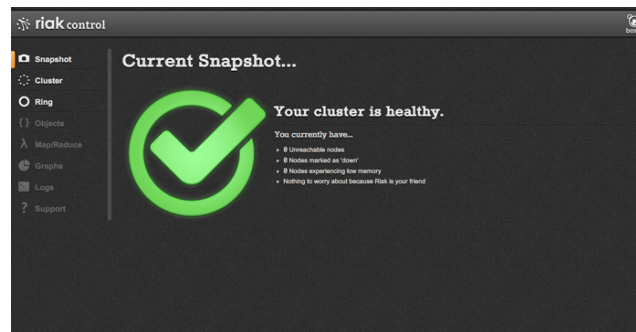 riak control
Snapshot
Cluster
Ring
{ } Objects
λ Map/Reduce
Graphs
Logs
? Support
Current Snapshot...
Your cluster is healthy.
You currently have...
0 Unreachable nodes
0 Nodes marked as 'down'
0 Nodes experiencing low memory
Nothing to worry about because Riak is your friend